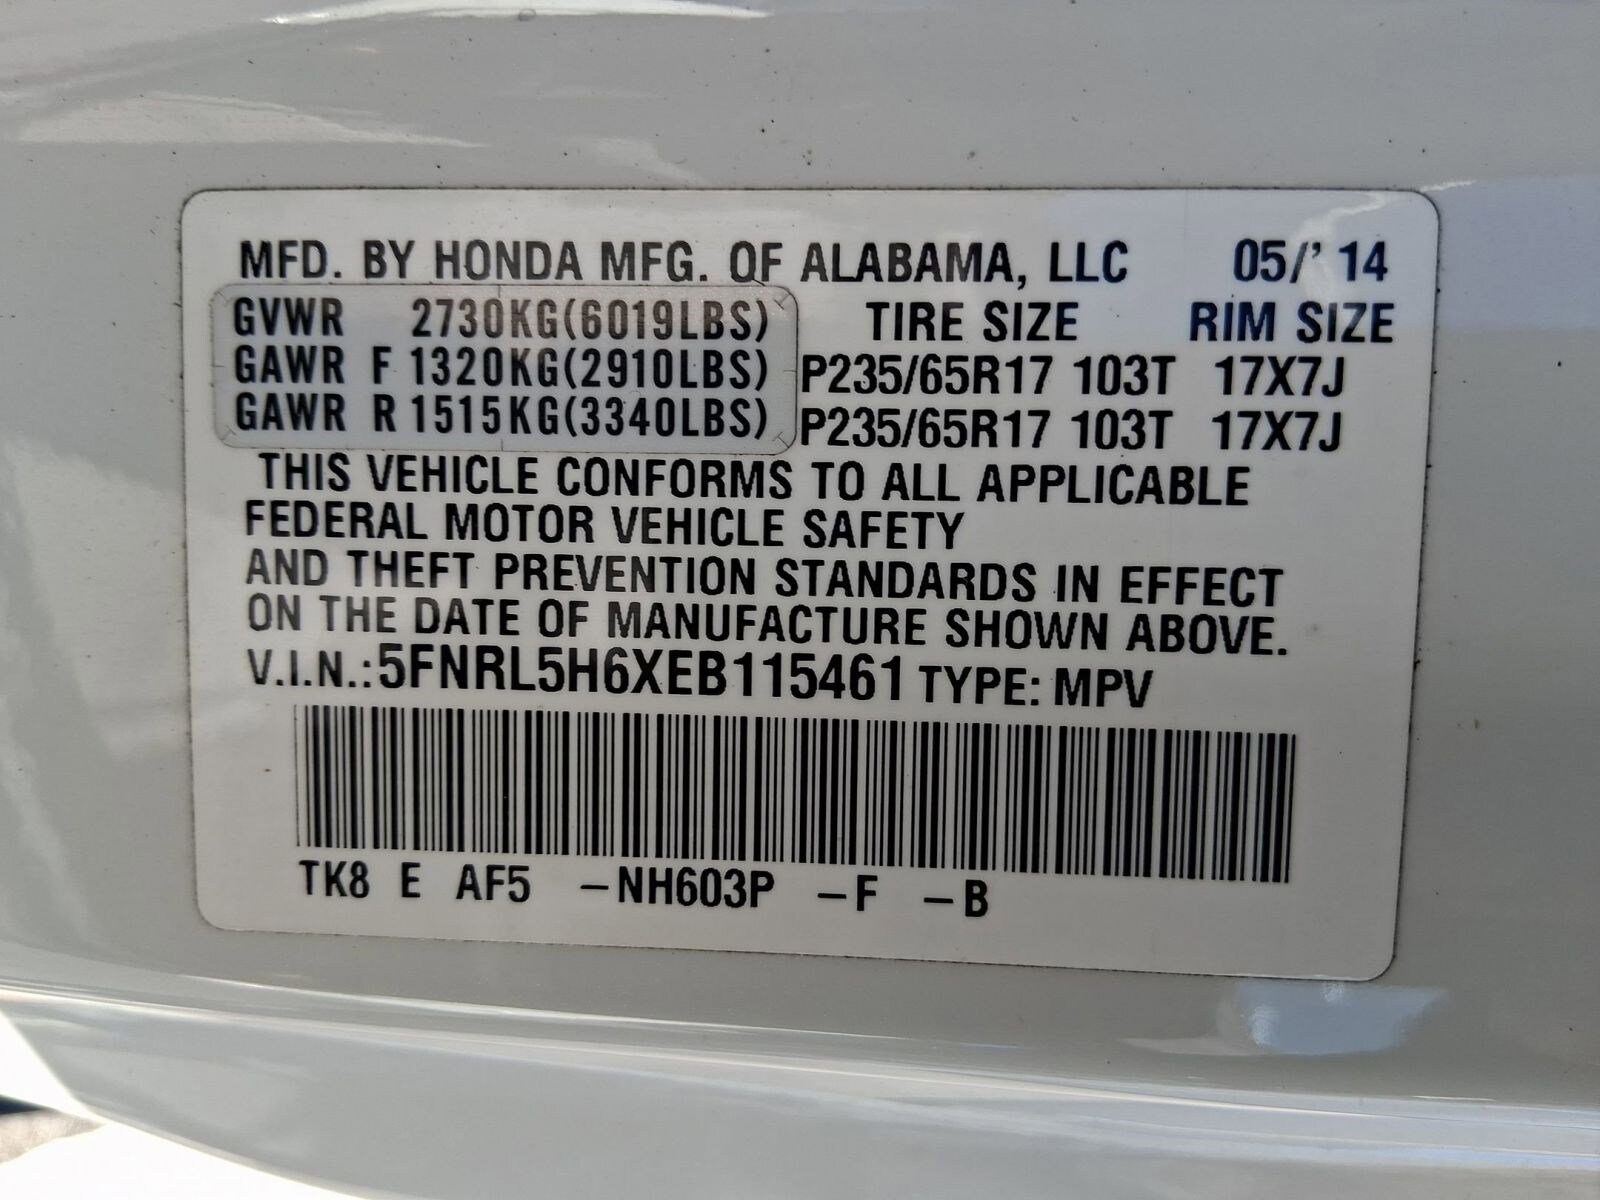 MFD. BY HONDA MFG. OF ALABAMA, LLC 05/' 14
GVWR 2730KG(6019LBS) TIRE SIZE RIM SIZE
GAWR F 1320KG(2910LBS) P235/65R17 103T 17X7J
GAWR R 1515KG(3340LBS) P235/65R17 103T 17X7J
THIS VEHICLE CONFORMS TO ALL APPLICABLE
FEDERAL MOTOR VEHICLE SAFETY
AND THEFT PREVENTION STANDARDS IN EFFECT
ON THE DATE OF MANUFACTURE SHOWN ABOVE.
V.I.N.:5FNRL5H6XEB115461 TYPE: MPV
TK8 E AF5 –NH603P –F –B